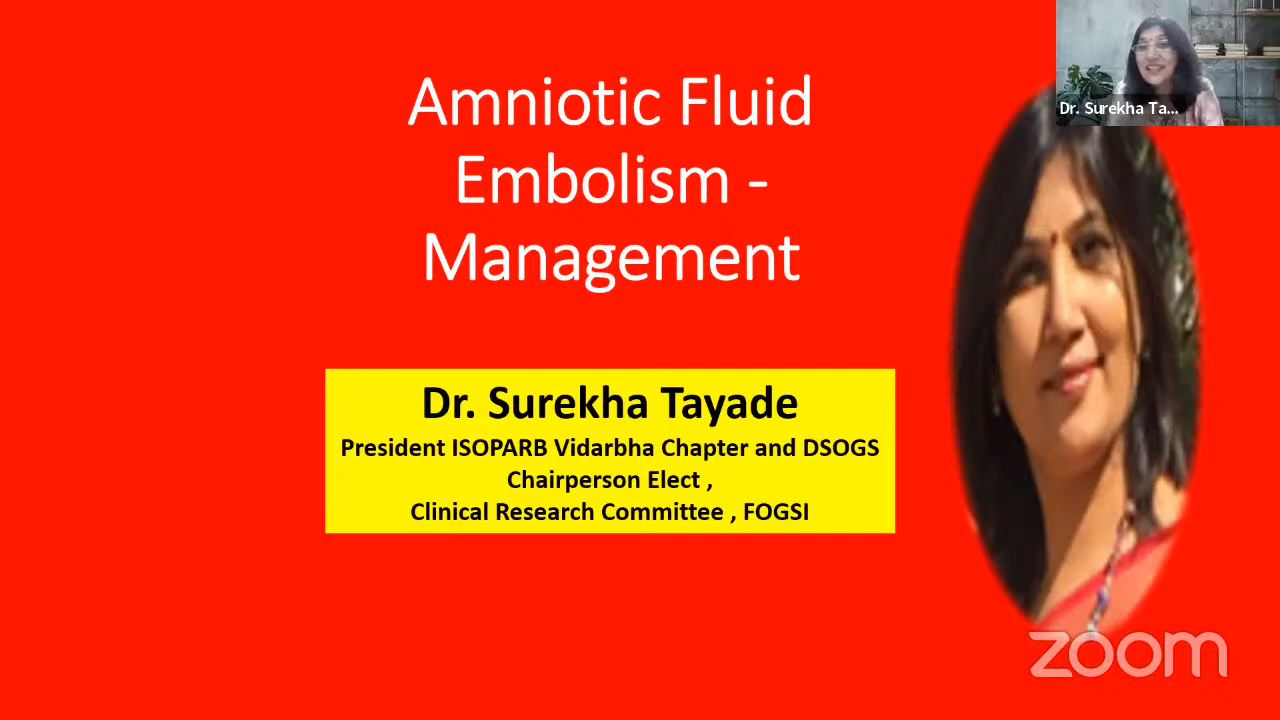 Amniotic Fluid
Embolism -
Management
Dr. Surekha Ta...
Dr. Surekha Tayade
President ISOPARB Vidarbha Chapter and DSOGS
Chairperson Elect ,
Clinical Research Committee , FOGSI
zoom